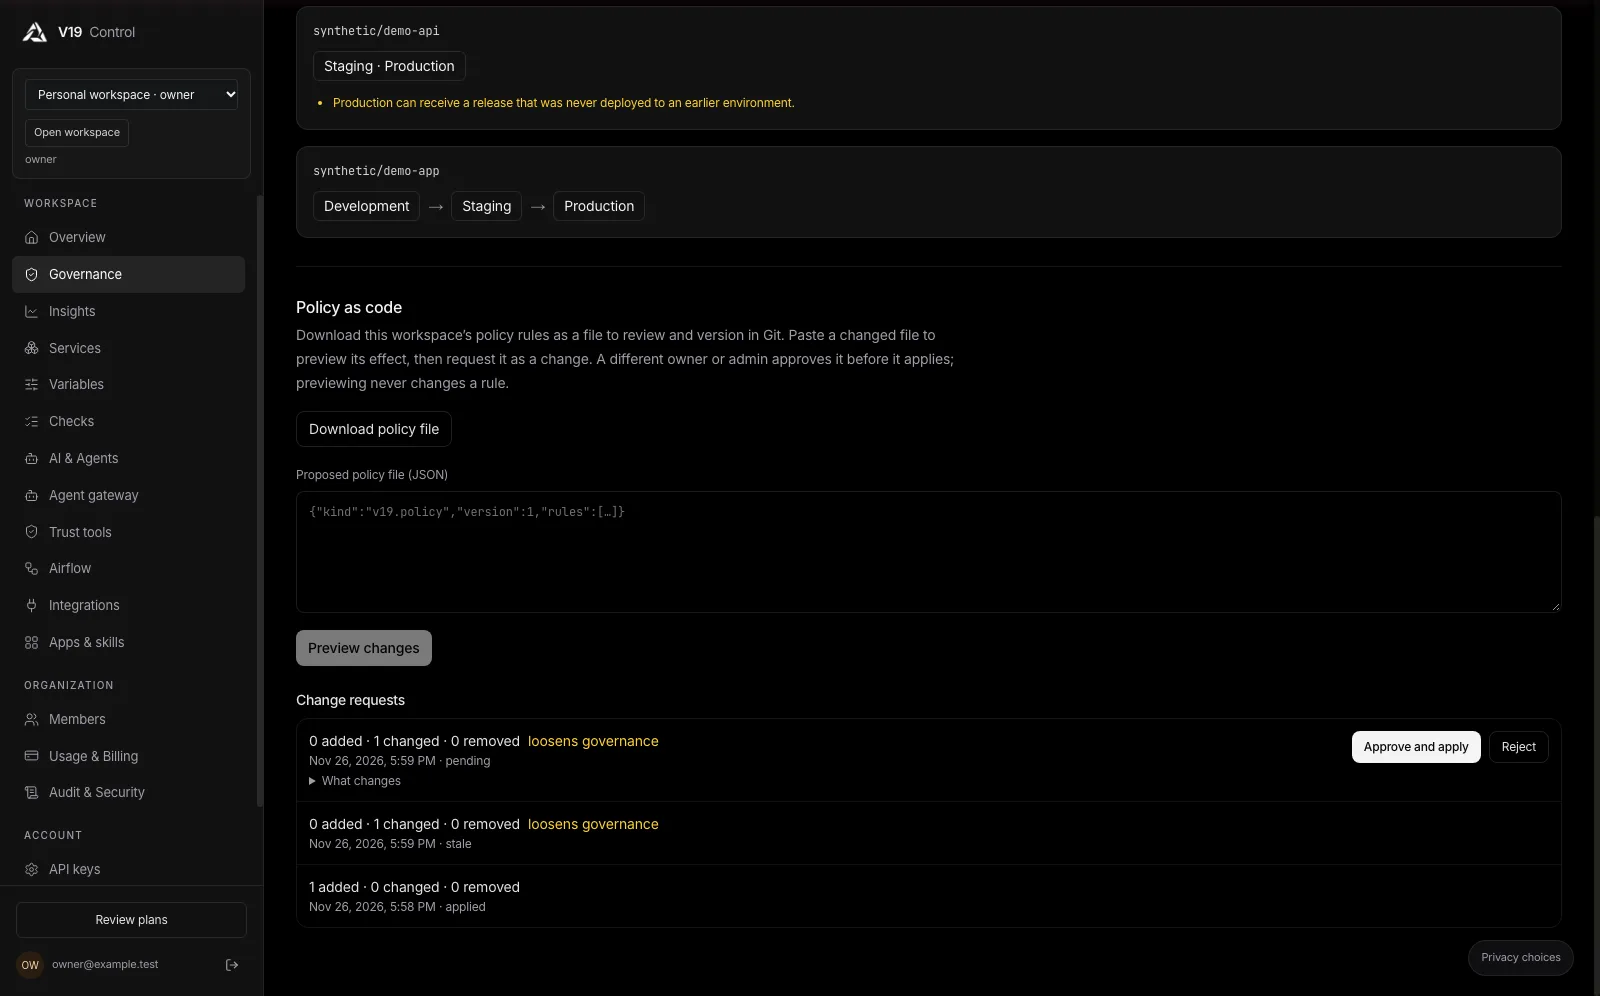 V19 Control
Personal workspace · owner
Open workspace
owner
WORKSPACE
Overview
Governance
Insights
Services
Variables
Checks
AI & Agents
Agent gateway
Trust tools
Airflow
Integrations
Apps & skills
ORGANIZATION
Members
Usage & Billing
Audit & Security
ACCOUNT
API keys
Review plans
OW owner@example.test
synthetic/demo-api
Staging · Production
• Production can receive a release that was never deployed to an earlier environment.
synthetic/demo-app
Development → Staging → Production
Policy as code
Download this workspace’s policy rules as a file to review and version in Git. Paste a changed file to
preview its effect, then request it as a change. A different owner or admin approves it before it applies;
previewing never changes a rule.
Download policy file
Proposed policy file (JSON)
{"kind":"v19.policy","version":1,"rules":[…]}
Preview changes
Change requests
0 added · 1 changed · 0 removed loosens governance
Nov 26, 2026, 5:59 PM · pending
▶ What changes
Approve and apply
Reject
0 added · 1 changed · 0 removed loosens governance
Nov 26, 2026, 5:59 PM · stale
1 added · 0 changed · 0 removed
Nov 26, 2026, 5:58 PM · applied
Privacy choices